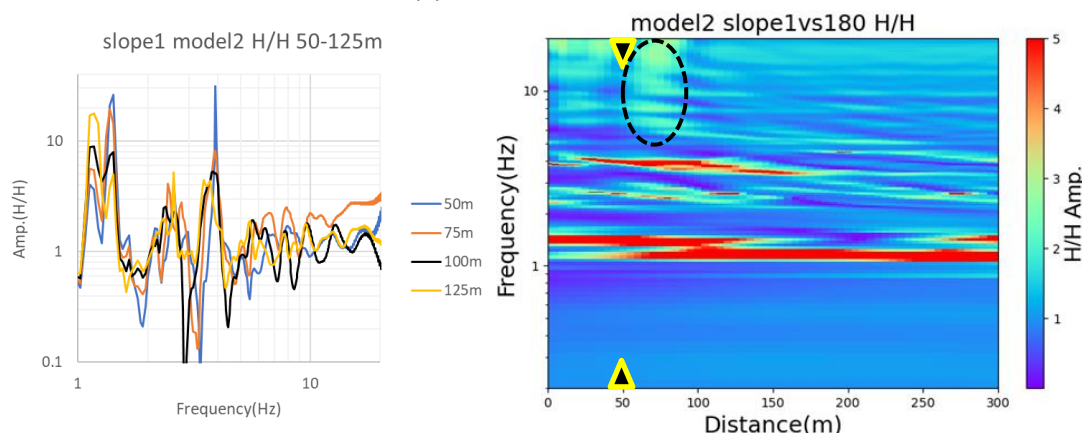 slope1 model2 H/H 50-125m
10
1
0.1
Amp.(H/H)
1
10
Frequency(Hz)
50m
75m
100m
125m
model2 slope1vs180 H/H
10
1
Frequency(Hz)
0
50
100
150
200
250
300
Distance(m)
5
4
3
2
1
H/H Amp.